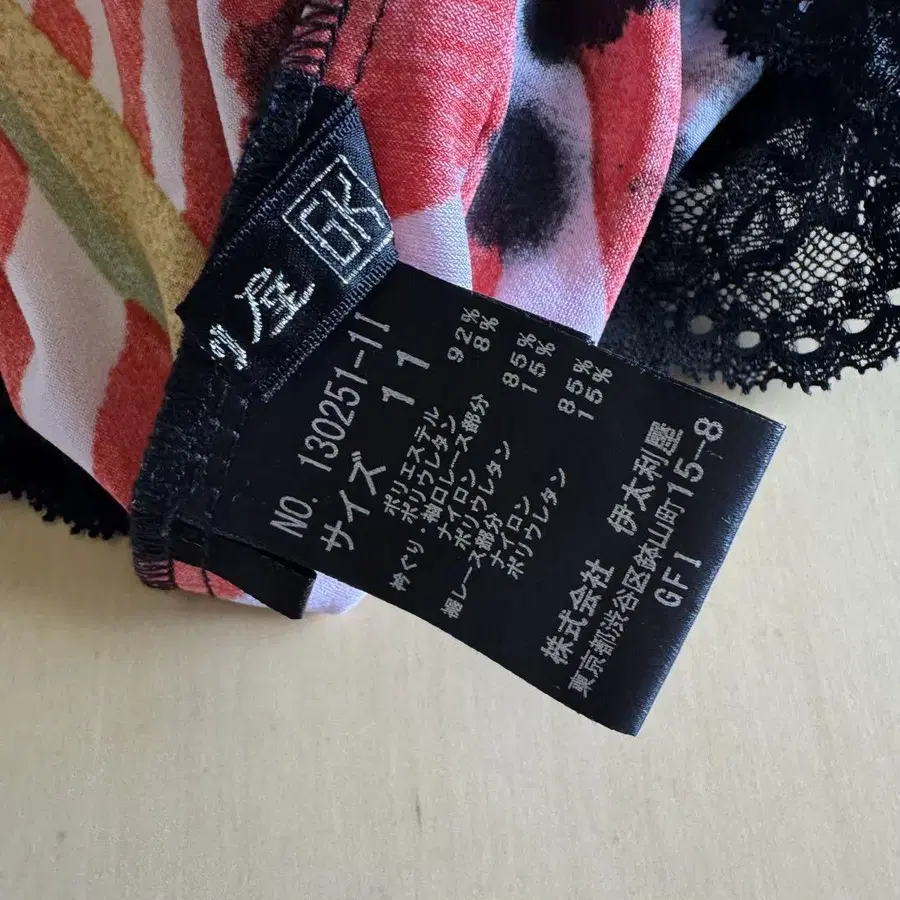 GK
り屋
NO. 130251-11
サイズ 11
ポリエステル 92%
ポリウレタン 8%
衿ぐり・袖口レース部分
ナイロン 85%
ポリウレタン 15%
裾レース部分
ナイロン 85%
ポリウレタン 15%
株式会社 伊太利屋
東京都渋谷区鉢山町15-8
GFI